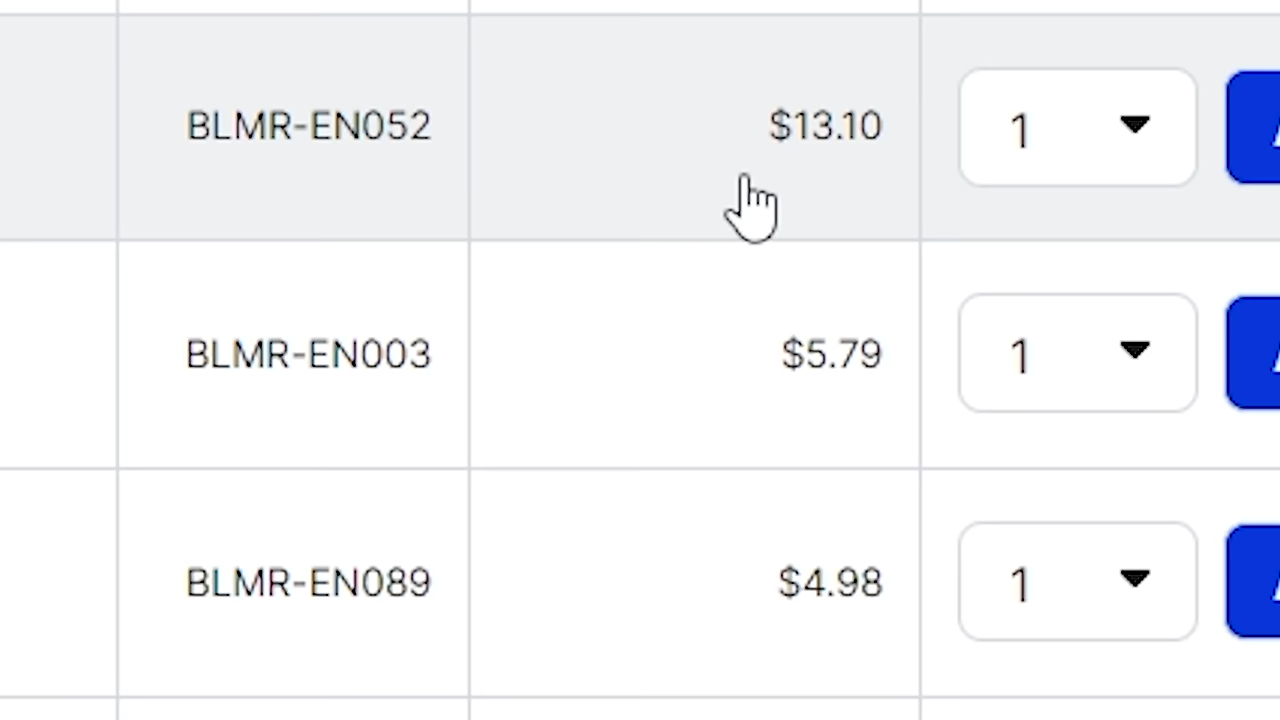 BLMR-EN052 $13.10 1
BLMR-EN003 $5.79 1
BLMR-EN089 $4.98 1